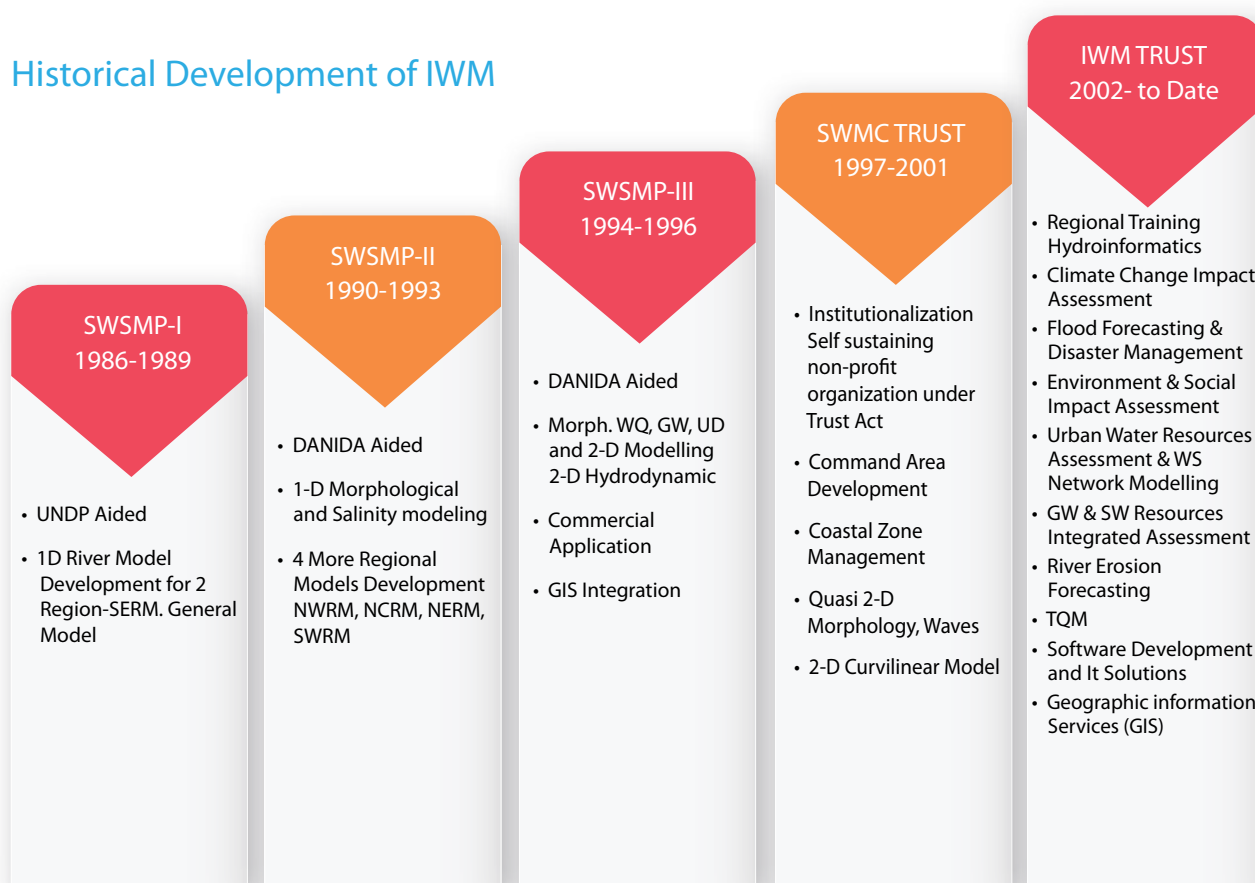 Historical Development of IWM
SWSMP-I
1986-1989
• UNDP Aided
• 1D River Model
Development for 2
Region-SERM. General
Model
SWSMP-II
1990-1993
• DANIDA Aided
• 1-D Morphological
and Salinity modeling
• 4 More Regional
Models Development
NWRM, NCRM, NERM,
SWRM
SWSMP-III
1994-1996
• DANIDA Aided
• Morph. WQ, GW, UD
and 2-D Modelling
2-D Hydrodynamic
• Commercial
Application
• GIS Integration
SWMC TRUST
1997-2001
• Institutionalization
Self sustaining
non-profit
organization under
Trust Act
• Command Area
Development
• Coastal Zone
Management
• Quasi 2-D
Morphology, Waves
• 2-D Curvilinear Model
IWM TRUST
2002- to Date
• Regional Training
Hydroinformatics
• Climate Change Impact
Assessment
• Flood Forecasting &
Disaster Management
• Environment & Social
Impact Assessment
• Urban Water Resources
Assessment & WS
Network Modelling
• GW & SW Resources
Integrated Assessment
• River Erosion
Forecasting
• TQM
• Software Development
and It Solutions
• Geographic information
Services (GIS)